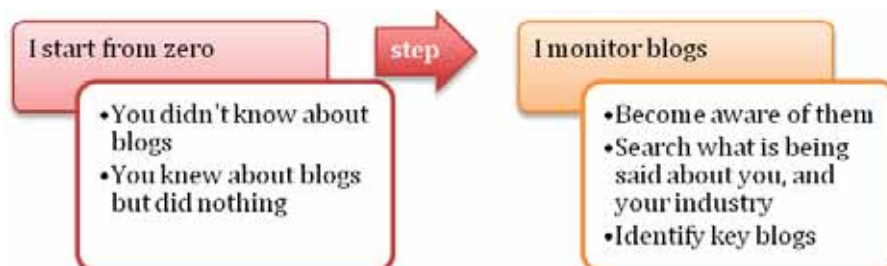 I start from zero
•You didn't know about
blogs
•You knew about blogs
but did nothing
step
I monitor blogs
•Become aware of them
•Search what is being
said about you, and
your industry
•Identify key blogs